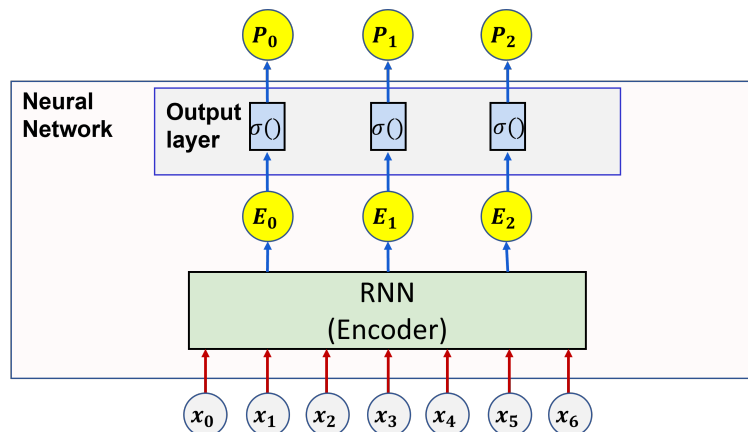 P₀ P₁ P₂
Neural
Network
Output
layer
σ() σ() σ()
E₀ E₁ E₂
RNN
(Encoder)
x₀ x₁ x₂ x₃ x₄ x₅ x₆